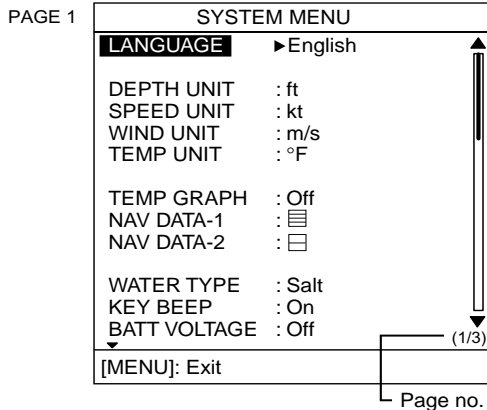 PAGE 1
SYSTEM MENU
LANGUAGE ▶English
DEPTH UNIT : ft
SPEED UNIT : kt
WIND UNIT : m/s
TEMP UNIT : °F
TEMP GRAPH : Off
NAV DATA-1 :
NAV DATA-2 :
WATER TYPE : Salt
KEY BEEP : On
BATT VOLTAGE : Off
(1/3)
[MENU]: Exit
Page no.